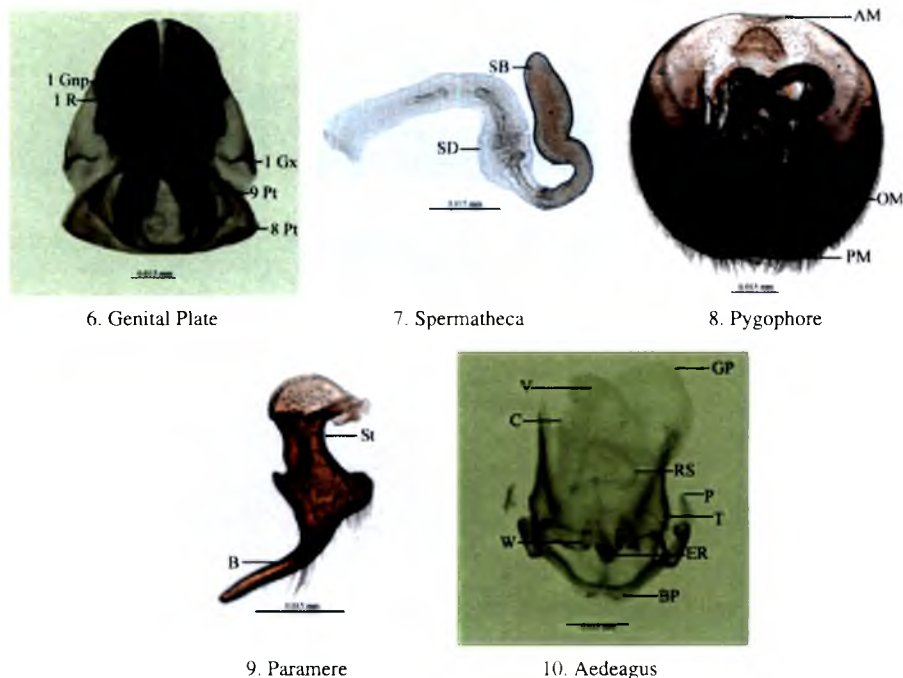 1 Gnp
1 R
1 Gx
9 Pt
8 Pt
SB
SD
AM
OM
PM
6. Genital Plate
7. Spermatheca
8. Pygophore
St
B
V
C
GP
RS
P
T
W
ER
BP
9. Paramere
10. Aedeagus